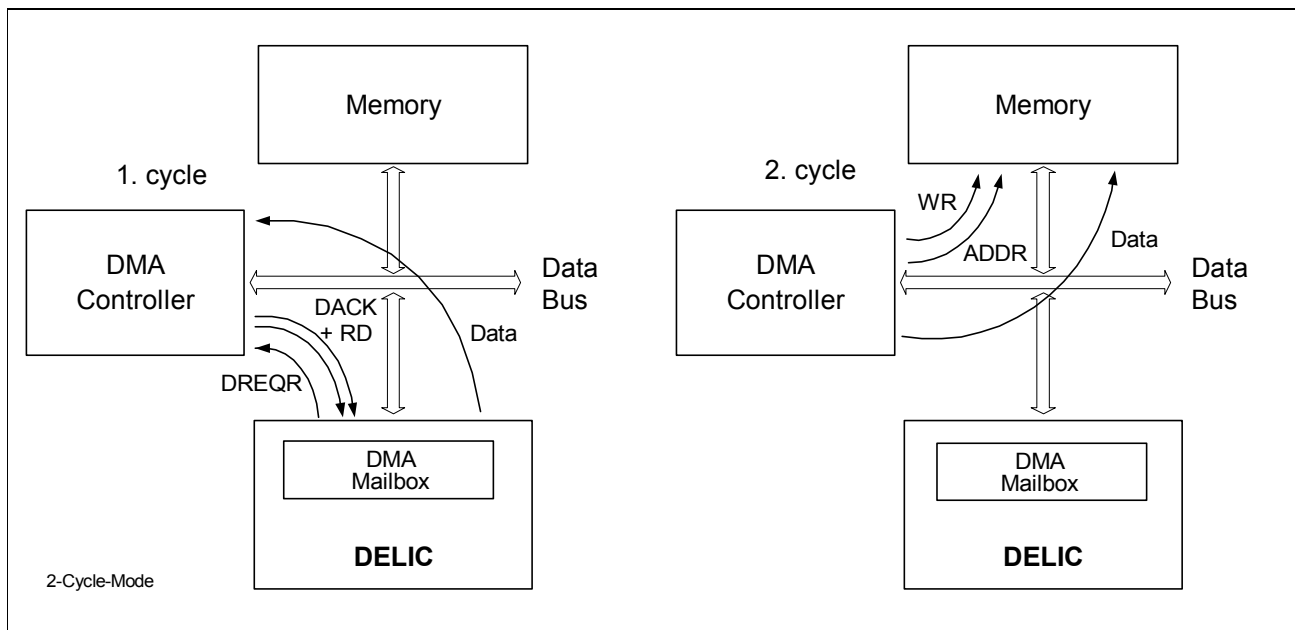 Memory
1. cycle
DMA
Controller
Data
Bus
DACK
+ RD
Data
DREQR
DMA
Mailbox
DELIC
2-Cycle-Mode
Memory
2. cycle
WR
ADDR
Data
DMA
Controller
Data
Bus
DMA
Mailbox
DELIC